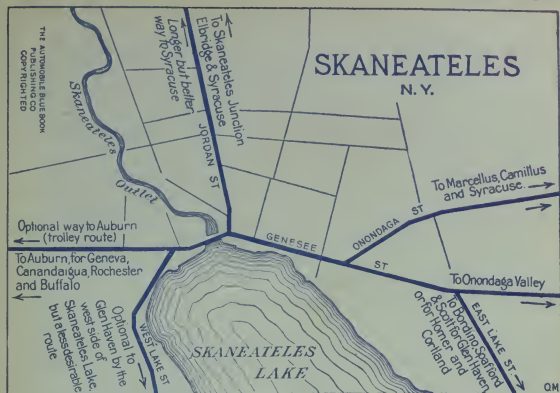 THE AUTOMOBILE BLUE BOOK
PUBLISHING CO
COPYRIGHTED
Skaneateles
Outlet
Longer but better
way to Syracuse
To Skaneateles Junction
Elbridge & Syracuse
JORDAN ST
SKANEATELES
N.Y.
To Marcellus, Camillus
and Syracuse
ONONDAGA ST
GENESEE ST
Optional way to Auburn
(trolley route)
To Auburn, for Geneva,
Canandaigua, Rochester
and Buffalo
To Onondaga Valley
Optional to
Glen Haven by the
west side of
Skaneateles Lake,
but a less desirable
route
WEST LAKE ST
SKANEATELES
LAKE
EAST LAKE ST.
To Bordino, Spafford
& Scott for Glen Haven
or for Homer and
Cortland